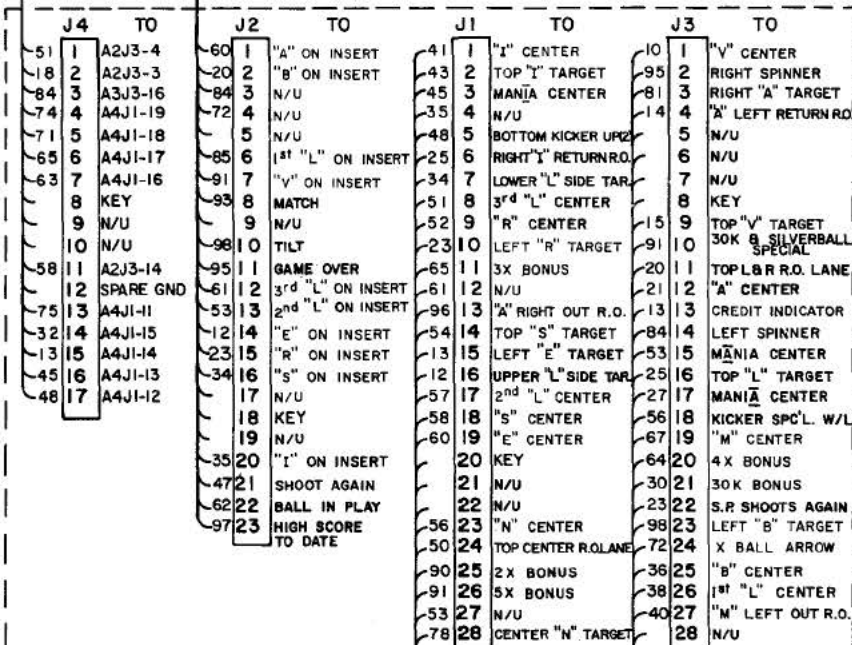 J4 TO
51 1 A2J3-4
18 2 A2J3-3
84 3 A3J3-16
74 4 A4J1-19
71 5 A4J1-18
65 6 A4J1-17
63 7 A4J1-16
8 KEY
9 N/U
10 N/U
58 11 A2J3-14
12 SPARE GND
75 13 A4J1-11
32 14 A4J1-15
13 15 A4J1-14
45 16 A4J1-13
48 17 A4J1-12
J2 TO
60 1 "A" ON INSERT
20 2 "B" ON INSERT
84 3 N/U
72 4 N/U
5 N/U
85 6 1st "L" ON INSERT
91 7 "V" ON INSERT
93 8 MATCH
9 N/U
98 10 TILT
95 11 GAME OVER
61 12 3rd "L" ON INSERT
53 13 2nd "L" ON INSERT
12 14 "E" ON INSERT
23 15 "R" ON INSERT
34 16 "S" ON INSERT
17 N/U
18 KEY
19 N/U
35 20 "I" ON INSERT
47 21 SHOOT AGAIN
62 22 BALL IN PLAY
97 23 HIGH SCORE
TO DATE
J1 TO
41 1 "I" CENTER
43 2 TOP "I" TARGET
45 3 MANIA CENTER
35 4 N/U
48 5 BOTTOM KICKER UP(2)
25 6 RIGHT "I" RETURN R.O.
34 7 LOWER "L" SIDE TAR.
51 8 3rd "L" CENTER
52 9 "R" CENTER
23 10 LEFT "R" TARGET
65 11 3X BONUS
61 12 N/U
96 13 "A" RIGHT OUT R.O.
54 14 TOP "S" TARGET
13 15 LEFT "E" TARGET
12 16 UPPER "L" SIDE TAR.
57 17 2nd "L" CENTER
58 18 "S" CENTER
60 19 "E" CENTER
20 KEY
21 N/U
22 N/U
56 23 "N" CENTER
50 24 TOP CENTER R.O.LANE
90 25 2X BONUS
91 26 5X BONUS
53 27 N/U
78 28 CENTER "N" TARGET
J3 TO
10 1 "V" CENTER
95 2 RIGHT SPINNER
81 3 RIGHT "A" TARGET
14 4 "A" LEFT RETURN R.O.
5 N/U
6 N/U
7 N/U
8 KEY
15 9 TOP "V" TARGET
91 10 30K & SILVERBALL
SPECIAL
20 11 TOP L & R R.O. LANE
21 12 "A" CENTER
13 13 CREDIT INDICATOR
84 14 LEFT SPINNER
53 15 MANIA CENTER
25 16 TOP "L" TARGET
27 17 MANIA CENTER
56 18 KICKER SPC'L. W/L
67 19 "M" CENTER
64 20 4X BONUS
30 21 30K BONUS
23 22 S.P. SHOOTS AGAIN
98 23 LEFT "B" TARGET
72 24 X BALL ARROW
36 25 "B" CENTER
38 26 1st "L" CENTER
40 27 "M" LEFT OUT R.O.
28 N/U